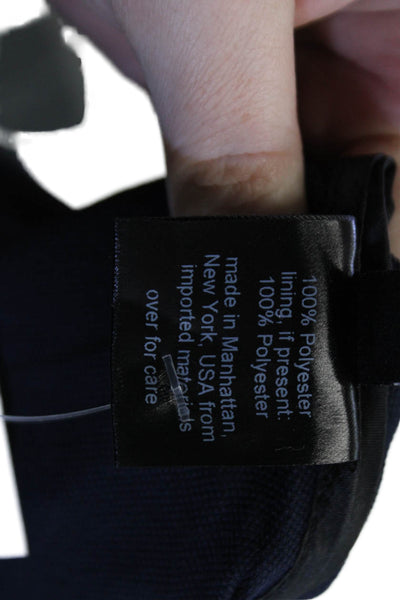 100% Polyester
lining, if present:
100% Polyester
made in Manhattan,
New York, USA from
imported materials
over for care